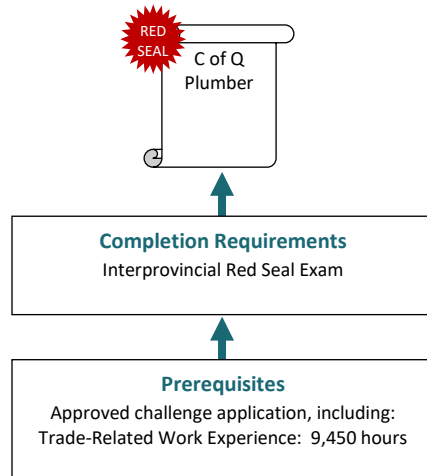 RED
SEAL
C of Q
Plumber
Completion Requirements
Interprovincial Red Seal Exam
Prerequisites
Approved challenge application, including:
Trade-Related Work Experience: 9,450 hours